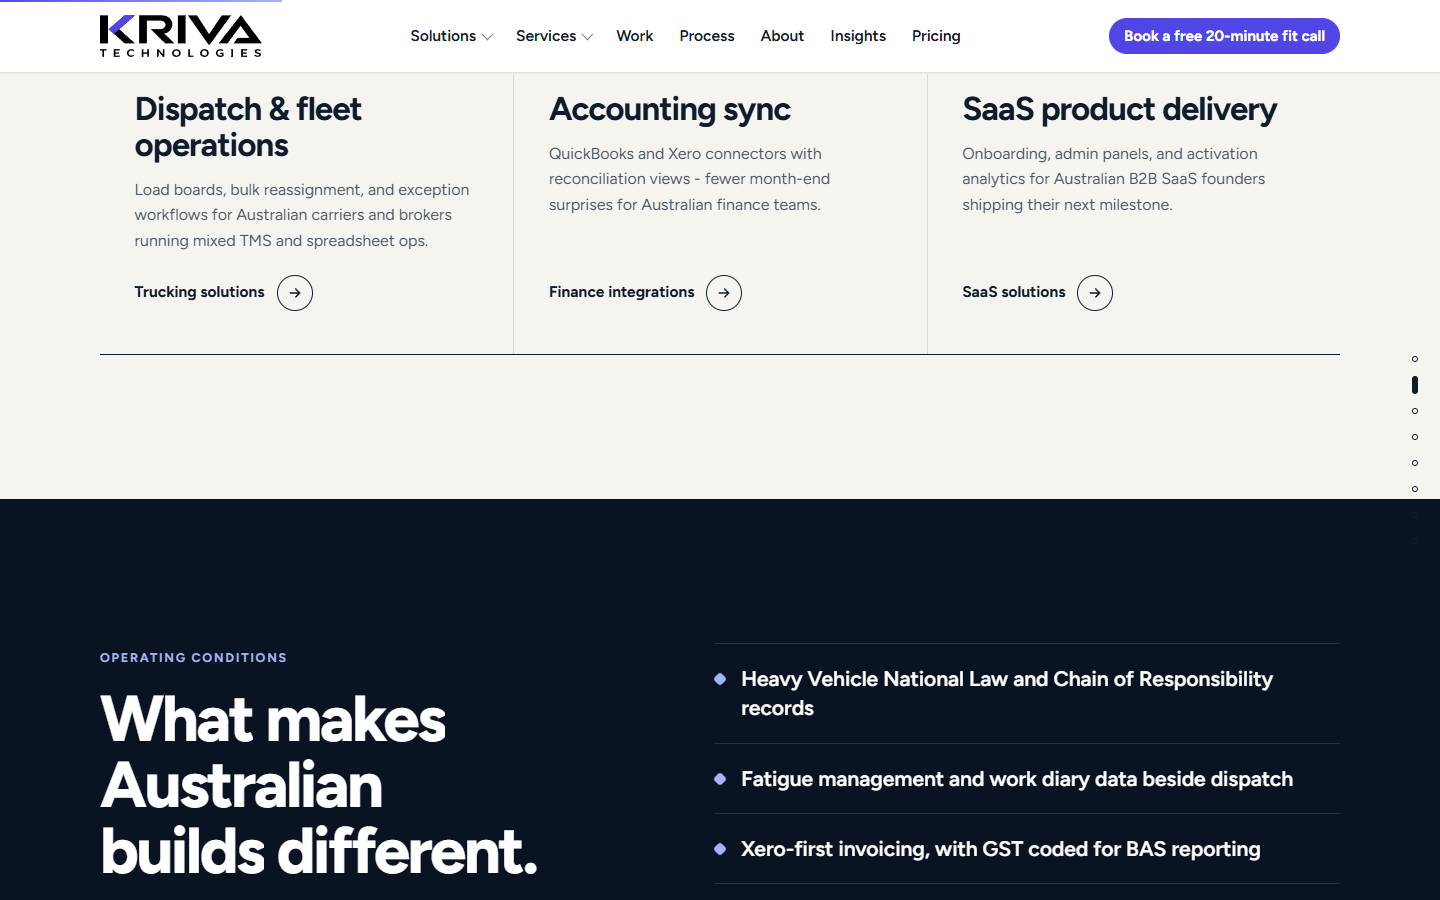 KRIVA
TECHNOLOGIES
Solutions
Services
Work
Process
About
Insights
Pricing
Book a free 20-minute fit call
Dispatch & fleet
operations
Load boards, bulk reassignment, and exception
workflows for Australian carriers and brokers
running mixed TMS and spreadsheet ops.
Trucking solutions
Accounting sync
QuickBooks and Xero connectors with
reconciliation views - fewer month-end
surprises for Australian finance teams.
Finance integrations
SaaS product delivery
Onboarding, admin panels, and activation
analytics for Australian B2B SaaS founders
shipping their next milestone.
SaaS solutions
OPERATING CONDITIONS
What makes
Australian
builds different.
Heavy Vehicle National Law and Chain of Responsibility
records
Fatigue management and work diary data beside dispatch
Xero-first invoicing, with GST coded for BAS reporting